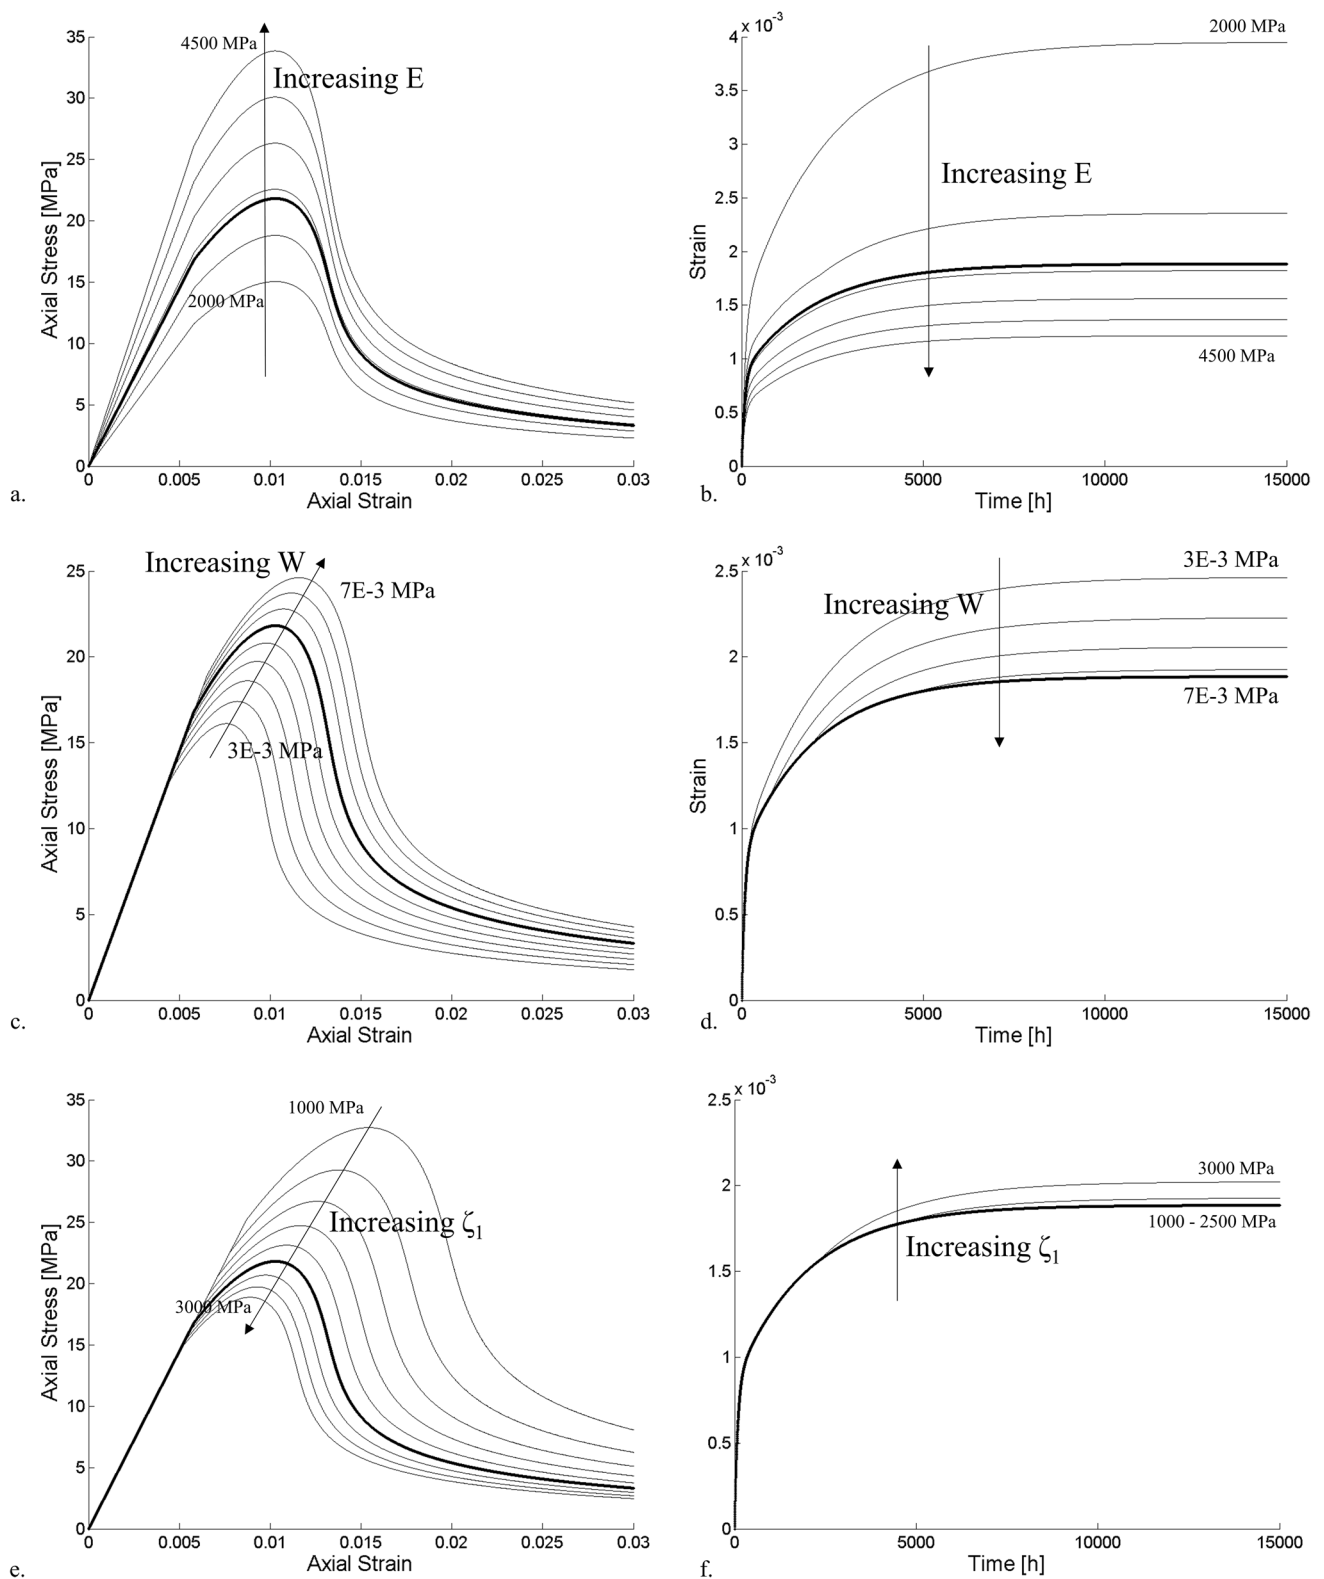 35
4500 MPa
Increasing E
30
25
20
15
2000 MPa
10
5
0
0 0.005 0.01 0.015 0.02 0.025 0.03
Axial Stress [MPa]
Axial Strain
a.
4 x 10-3
2000 MPa
3.5
3
Increasing E
2.5
2
1.5
4500 MPa
1
0.5
0
0 5000 10000 15000
Strain
Time [h]
b.
Increasing W
25
7E-3 MPa
20
15
3E-3 MPa
10
5
0
0 0.005 0.01 0.015 0.02 0.025 0.03
Axial Stress [MPa]
Axial Strain
c.
2.5 x 10-3
3E-3 MPa
Increasing W
2
7E-3 MPa
1.5
1
0.5
0
0 5000 10000 15000
Strain
Time [h]
d.
35
1000 MPa
30
25
Increasing ζ1
20
3000 MPa
15
10
5
0
0 0.005 0.01 0.015 0.02 0.025 0.03
Axial Stress [MPa]
Axial Strain
e.
2.5 x 10-3
3000 MPa
2
1000 - 2500 MPa
Increasing ζ1
1.5
1
0.5
0
0 5000 10000 15000
Time [h]
f.